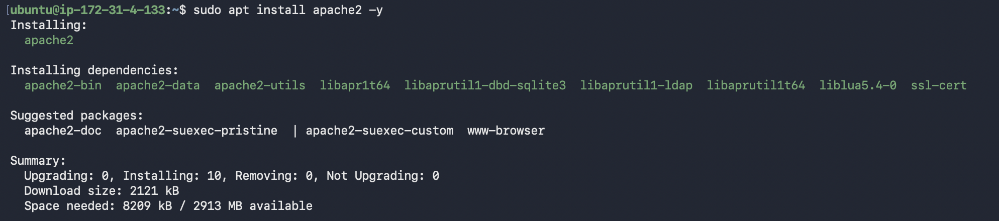 [ubuntu@ip-172-31-4-133:~$ sudo apt install apache2 -y
Installing:
  apache2

Installing dependencies:
  apache2-bin  apache2-data  apache2-utils  libapr1t64  libaprutil1-dbd-sqlite3  libaprutil1-ldap  libaprutil1t64  liblua5.4-0  ssl-cert

Suggested packages:
  apache2-doc  apache2-suexec-pristine  | apache2-suexec-custom  www-browser

Summary:
  Upgrading: 0, Installing: 10, Removing: 0, Not Upgrading: 0
  Download size: 2121 kB
  Space needed: 8209 kB / 2913 MB available